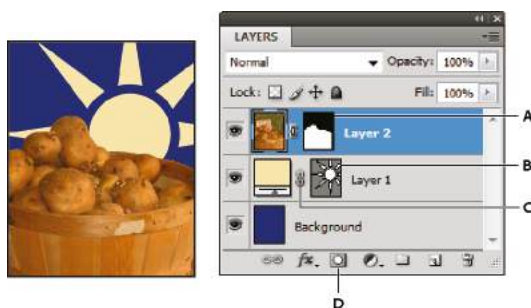 LAYERS
Normal Opacity: 100%
Lock: Fill: 100%
A
Layer 2
B
Layer 1
C
Background
fx.
D